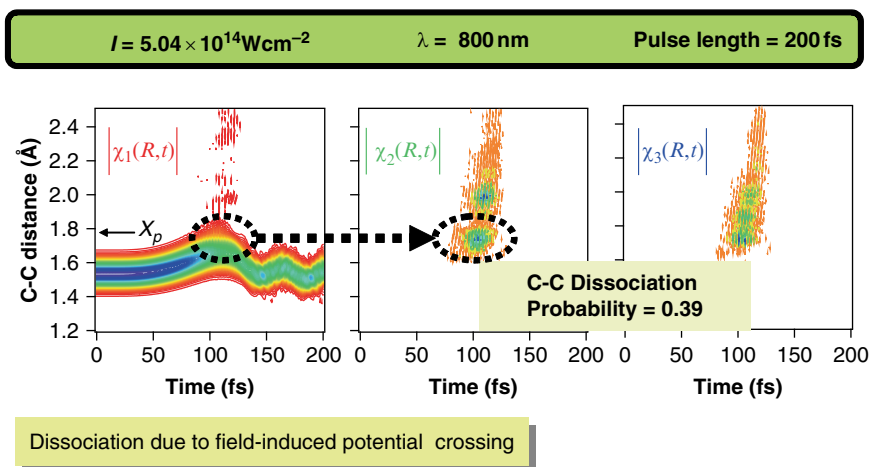 I = 5.04 × 10¹⁴Wcm⁻² λ = 800 nm Pulse length = 200 fs
|χ₁(R,t)| |χ₂(R,t)| |χ₃(R,t)|
C-C distance (Å)
2.4
2.2
2.0
1.8
1.6
1.4
1.2
Xₚ
C-C Dissociation
Probability = 0.39
0 50 100 150 200 0 50 100 150 200 0 50 100 150 200
Time (fs) Time (fs) Time (fs)
Dissociation due to field-induced potential crossing